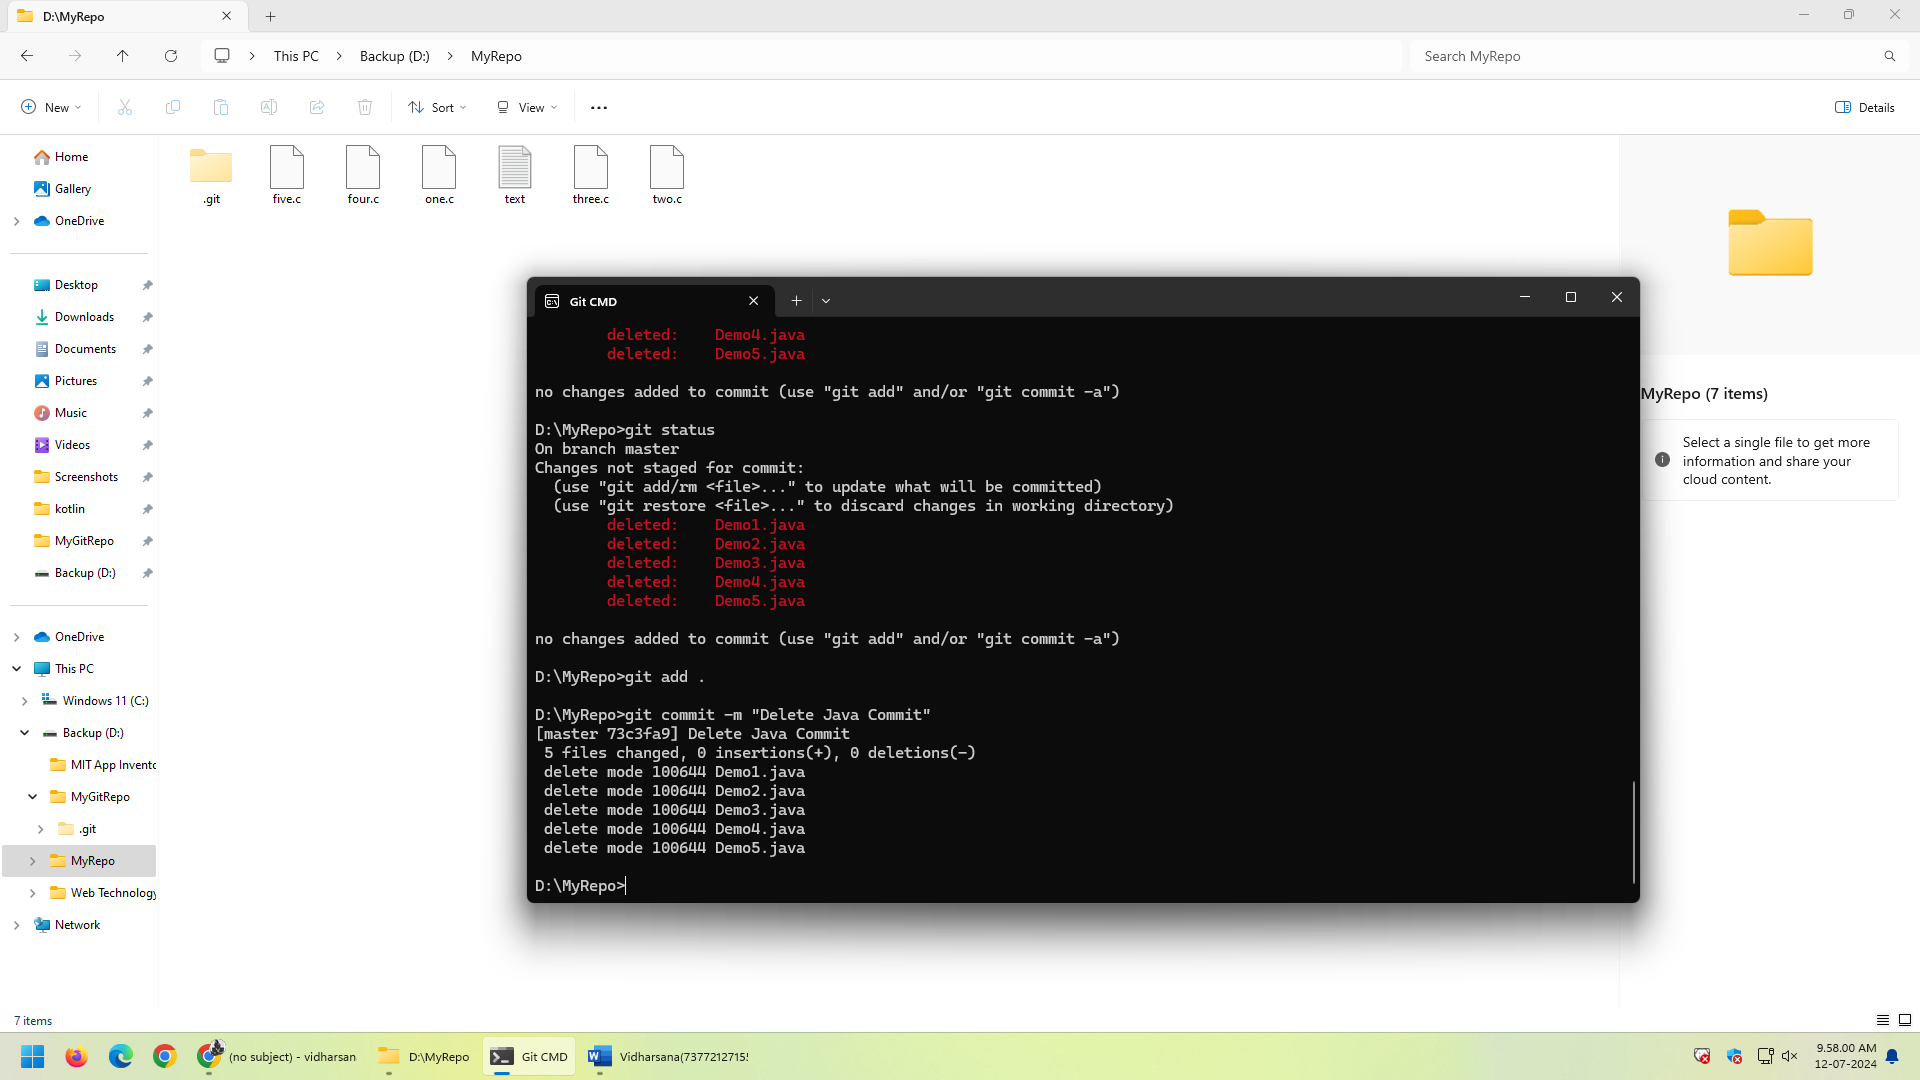 D:\MyRepo
This PC
Backup (D:)
MyRepo
Search MyRepo
New
Sort
View
Details
Home
Gallery
OneDrive
Desktop
Downloads
Documents
Pictures
Music
Videos
Screenshots
kotlin
MyGitRepo
Backup (D:)
OneDrive
This PC
Windows 11 (C:)
Backup (D:)
MIT App Invento
MyGitRepo
.git
MyRepo
Web Technology
Network
7 items
.git
five.c
four.c
one.c
text
three.c
two.c
MyRepo (7 items)
Select a single file to get more
information and share your
cloud content.
Git CMD
deleted: Demo4.java
deleted: Demo5.java
no changes added to commit (use "git add" and/or "git commit -a")
D:\MyRepo>git status
On branch master
Changes not staged for commit:
(use "git add/rm <file>..." to update what will be committed)
(use "git restore <file>..." to discard changes in working directory)
deleted: Demo1.java
deleted: Demo2.java
deleted: Demo3.java
deleted: Demo4.java
deleted: Demo5.java
no changes added to commit (use "git add" and/or "git commit -a")
D:\MyRepo>git add .
D:\MyRepo>git commit -m "Delete Java Commit"
[master 73c3fa9] Delete Java Commit
5 files changed, 0 insertions(+), 0 deletions(-)
delete mode 100644 Demo1.java
delete mode 100644 Demo2.java
delete mode 100644 Demo3.java
delete mode 100644 Demo4.java
delete mode 100644 Demo5.java
D:\MyRepo>
(no subject) - vidharsan
D:\MyRepo
Git CMD
Vidharsana(7377212715!
9.58.00 AM
12-07-2024